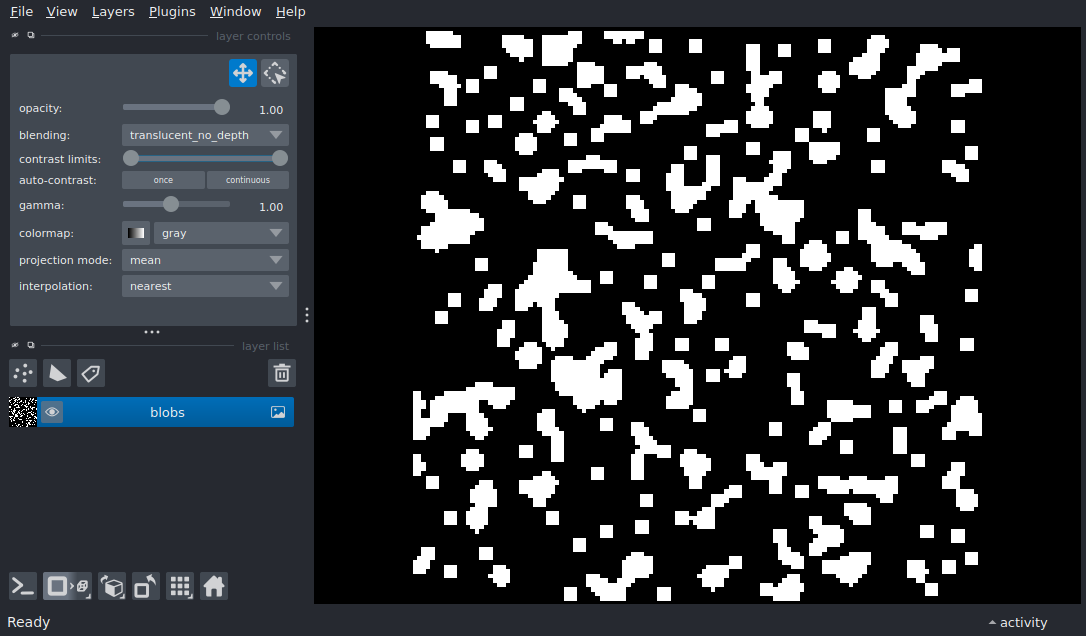 File View Layers Plugins Window Help
layer controls
opacity: 1.00
blending: translucent_no_depth
contrast limits:
auto-contrast: once continuous
gamma: 1.00
colormap: gray
projection mode: mean
interpolation: nearest
layer list
blobs
Ready
activity